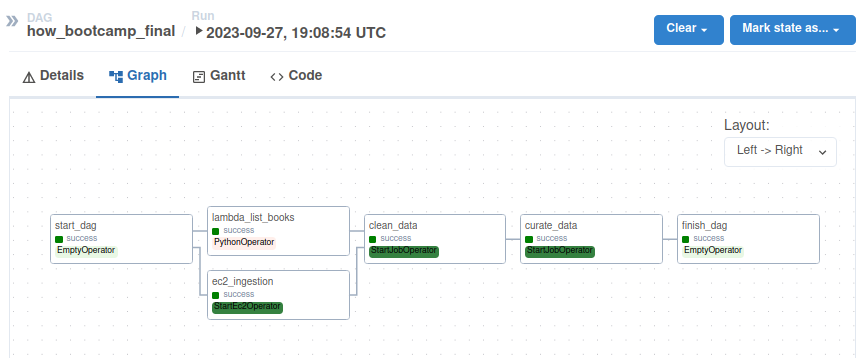 DAG
how_bootcamp_final
/
Run
2023-09-27, 19:08:54 UTC
Clear
Mark state as...
Details
Graph
Gantt
Code
Layout:
Left -> Right
start_dag
success
EmptyOperator
lambda_list_books
success
PythonOperator
ec2_ingestion
success
StartEc2Operator
clean_data
success
StartJobOperator
curate_data
success
StartJobOperator
finish_dag
success
EmptyOperator